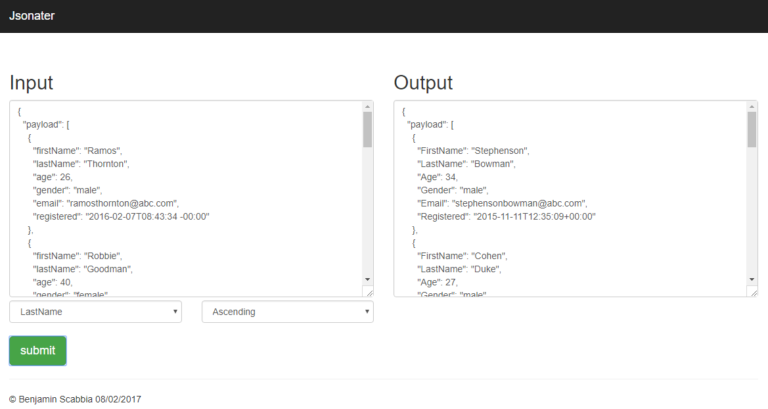 Jsonater
Input
{
"payload": [
{
"firstName": "Ramos",
"lastName": "Thornton",
"age": 26,
"gender": "male",
"email": "ramosthornton@abc.com",
"registered": "2016-02-07T08:43:34 -00:00"
},
{
"firstName": "Robbie",
"lastName": "Goodman",
"age": 40,
"gender": "female",
LastName
Ascending
submit
Output
{
"payload": [
{
"FirstName": "Stephenson",
"LastName": "Bowman",
"Age": 34,
"Gender": "male",
"Email": "stephensonbowman@abc.com",
"Registered": "2015-11-11T12:35:09+00:00"
},
{
"FirstName": "Cohen",
"LastName": "Duke",
"Age": 27,
"Gender": "male",
© Benjamin Scabbia 08/02/2017